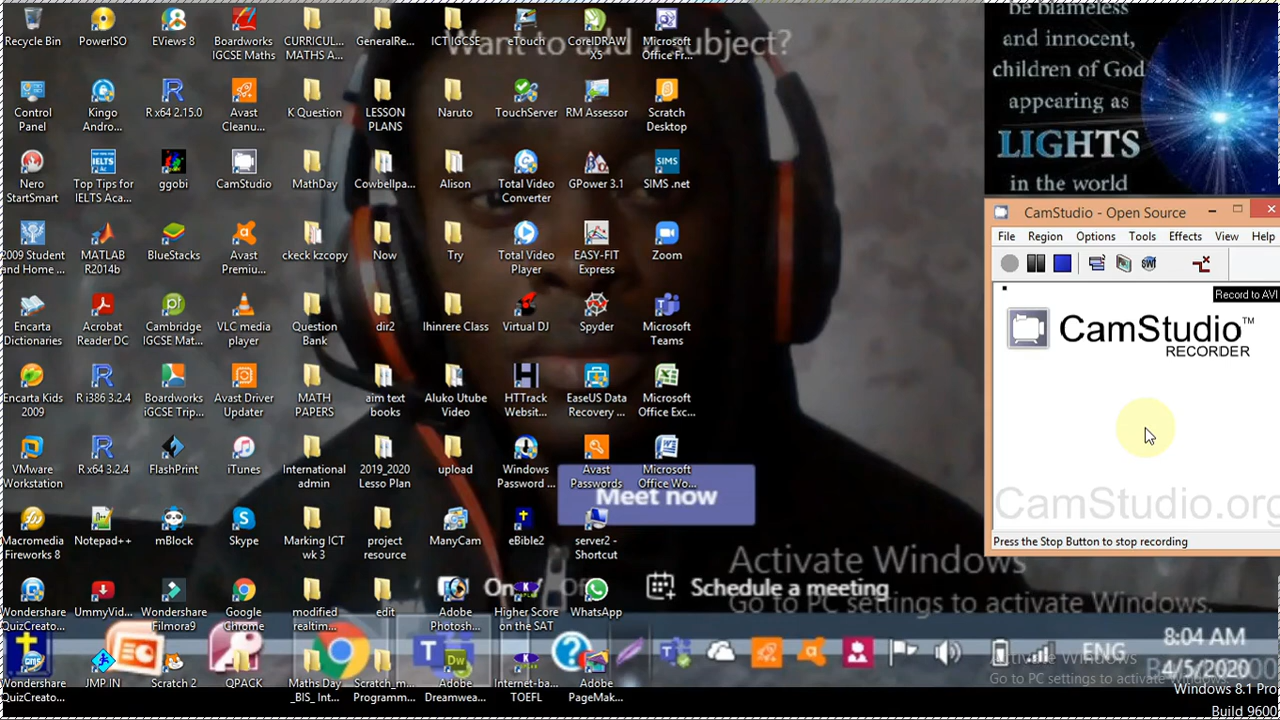 Recycle Bin
PowerISO
EViews 8
Boardworks
IGCSE Maths
CURRICUL...
MATHS A...
GeneralRe...
ICT IGCSE
eTouch
CorelDRAW
X5
Microsoft
Office Fr...
Want to add a subject?
Control
Panel
Kingo
Andro...
R x64 2.15.0
Avast
Cleanu...
K Question
LESSON
PLANS
Naruto
TouchServer
RM Assessor
Scratch
Desktop
Nero
StartSmart
Top Tips for
IELTS Aca...
ggobi
CamStudio
MathDay
Cowbellpa...
Alison
Total Video
Converter
GPower 3.1
SIMS .net
2009 Student
and Home ...
MATLAB
R2014b
BlueStacks
Avast
Premiu...
ckeck kzcopy
Now
Try
Total Video
Player
EASY-FIT
Express
Zoom
Encarta
Dictionaries
Acrobat
Reader DC
Cambridge
IGCSE Mat...
VLC media
player
Question
Bank
dir2
Ihinrere Class
Virtual DJ
Spyder
Microsoft
Teams
Encarta Kids
2009
R i386 3.2.4
Boardworks
iGCSE Trip...
Avast Driver
Updater
MATH
PAPERS
aim text
books
Aluko Utube
Video
HTTrack
Websit...
EaseUS Data
Recovery ...
Microsoft
Office Exc...
VMware
Workstation
R x64 3.2.4
FlashPrint
iTunes
International
admin
2019_2020
Lesso Plan
upload
Windows
Password ...
Avast
Passwords
Microsoft
Office Wo...
Meet now
Macromedia
Fireworks 8
Notepad++
mBlock
Skype
Marking ICT
wk 3
project
resource
ManyCam
eBible2
server2 -
Shortcut
Wondershare
QuizCreato...
UmmyVid...
Wondershare
Filmora9
Google
Chrome
modified
realtim...
edit
Adobe
Photosh...
Higher Score
on the SAT
WhatsApp
Schedule a meeting
Wondershare
QuizCreato...
JMP IN
Scratch 2
QPACK
Maths Day
_BIS_ Int...
Scratch_m...
Programm...
Adobe
Dreamwea...
Internet-ba...
TOEFL
Adobe
PageMak...
be blameless
and innocent,
children of God
appearing as
LIGHTS
in the world
CamStudio - Open Source
File Region Options Tools Effects View Help
Record to AVI
CamStudio™
RECORDER
CamStudio.org
Press the Stop Button to stop recording
Activate Windows
Go to PC settings to activate Windows.
ENG
8:04 AM
4/5/2020
Activate Windows
Go to PC settings to activate Windows.
Windows 8.1 Pro
Build 9600